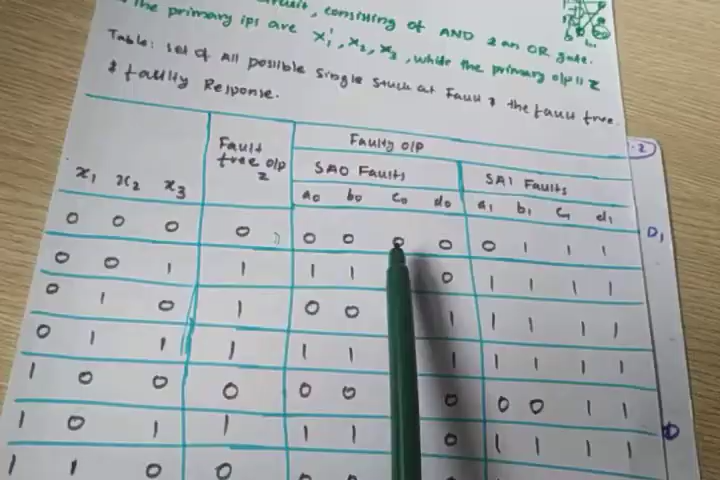 circuit, consisting of AND & an OR gate.
the primary ips are x₁', x₂, x₃, while the primary o/p is z
Table: set of All possible single stuck at Fault & the fault free
& faulty Response.
Fault free o/p z
Faulty o/p
SA0 Faults SA1 Faults
x₁ x₂ x₃ a₀ b₀ c₀ d₀ a₁ b₁ c₁ d₁
0 0 0 0 0 0 0 0 0 1 1 1 D₁
0 0 1 1 1 1 0 1 1 1 1
0 1 0 1 0 0 1 1 1 1 1
0 1 1 1 1 1 1 1 1 1 1
1 0 0 0 0 0 0 0 0 1 1
1 0 1 1 1 1 0 1 1 1 1
1 1 0 0